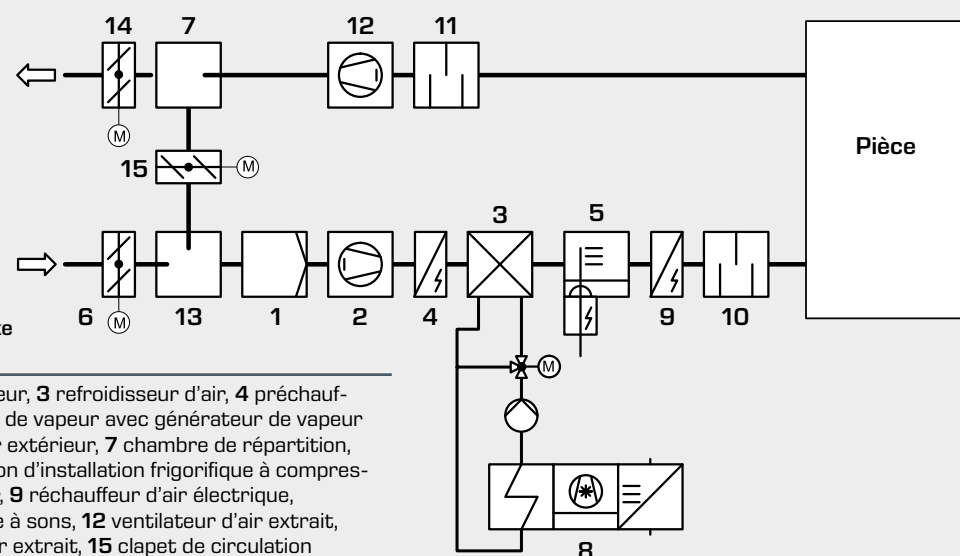 14 7 12 11
M
Pièce
15 M
3 5
6 M 13 1 2 4 9 10
te
M
eur, 3 refroidisseur d'air, 4 préchauf-
de vapeur avec générateur de vapeur
extérieur, 7 chambre de répartition,
on d'installation frigorifique à compres-
9 réchauffeur d'air électrique,
e à sons, 12 ventilateur d'air extrait,
r extrait, 15 clapet de circulation
8